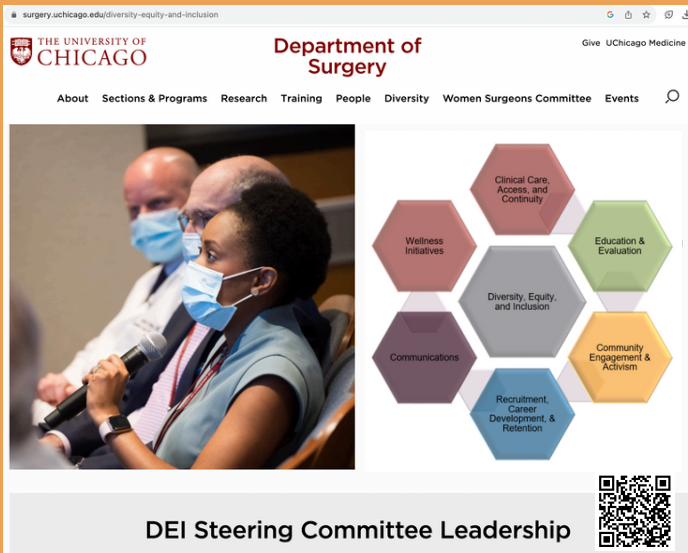 surgery.uchicago.edu/diversity-equity-and-inclusion
THE UNIVERSITY OF
CHICAGO
Department of
Surgery
Give UChicago Medicine
About Sections & Programs Research Training People Diversity Women Surgeons Committee Events
Clinical Care,
Access, and
Continuity
Wellness
Initiatives
Education &
Evaluation
Diversity, Equity,
and Inclusion
Communications
Community
Engagement &
Activism
Recruitment,
Career
Development, &
Retention
DEI Steering Committee Leadership